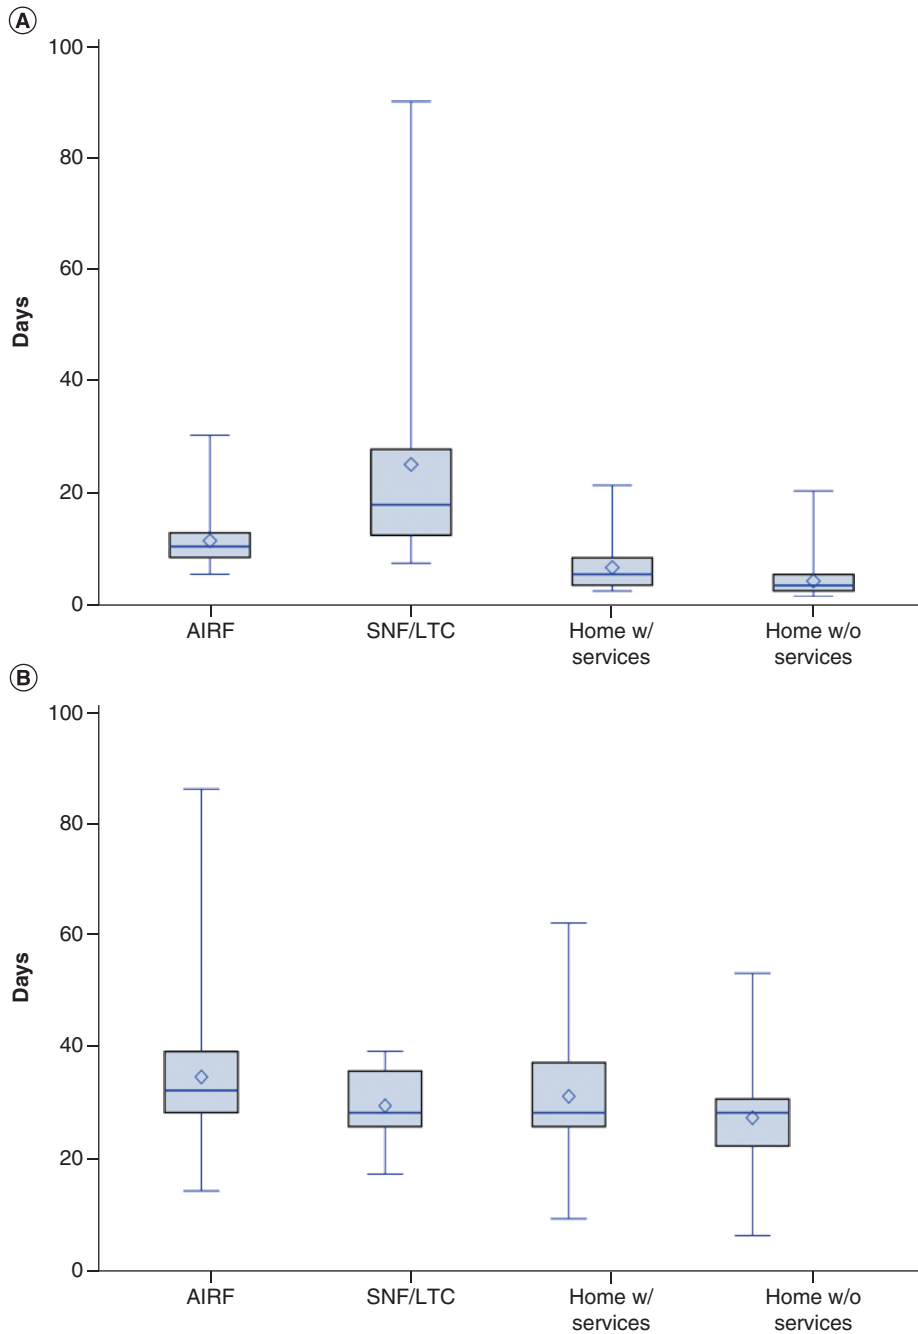 A
100
80
60
40
20
0
Days
AIRF
SNF/LTC
Home w/
services
Home w/o
services
B
100
80
60
40
20
0
Days
AIRF
SNF/LTC
Home w/
services
Home w/o
services